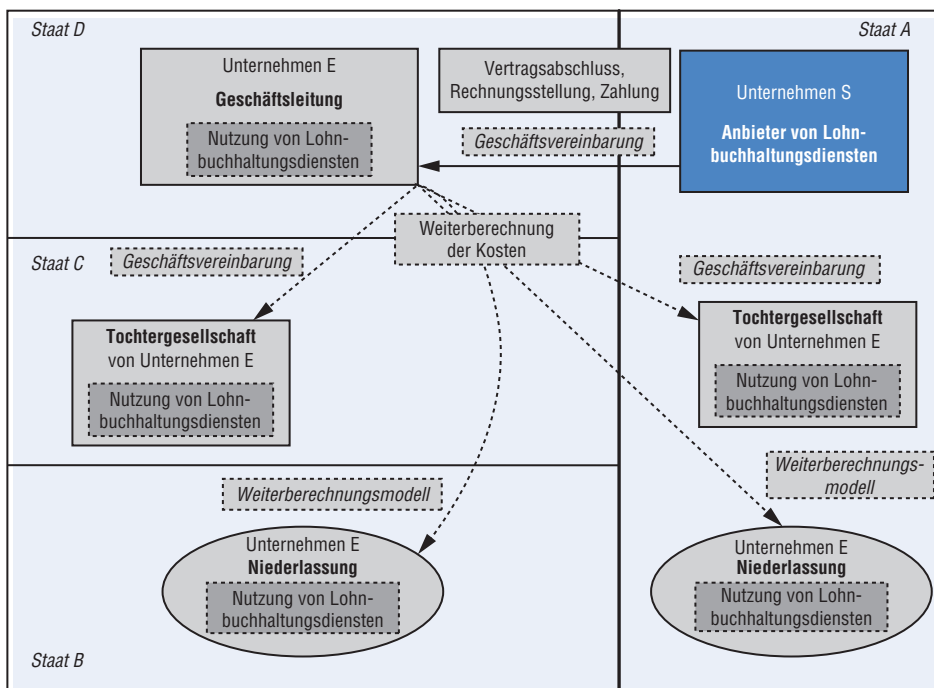 Staat D
Staat A
Unternehmen E
Geschäftsleitung
Nutzung von Lohn-
buchhaltungsdiensten
Vertragsabschluss,
Rechnungsstellung, Zahlung
Geschäftsvereinbarung
Unternehmen S
Anbieter von Lohn-
buchhaltungsdiensten
Weiterberechnung
der Kosten
Staat C
Geschäftsvereinbarung
Geschäftsvereinbarung
Tochtergesellschaft
von Unternehmen E
Nutzung von Lohn-
buchhaltungsdiensten
Tochtergesellschaft
von Unternehmen E
Nutzung von Lohn-
buchhaltungsdiensten
Weiterberechnungsmodell
Weiterberechnungs-
modell
Unternehmen E
Niederlassung
Nutzung von Lohn-
buchhaltungsdiensten
Unternehmen E
Niederlassung
Nutzung von Lohn-
buchhaltungsdiensten
Staat B